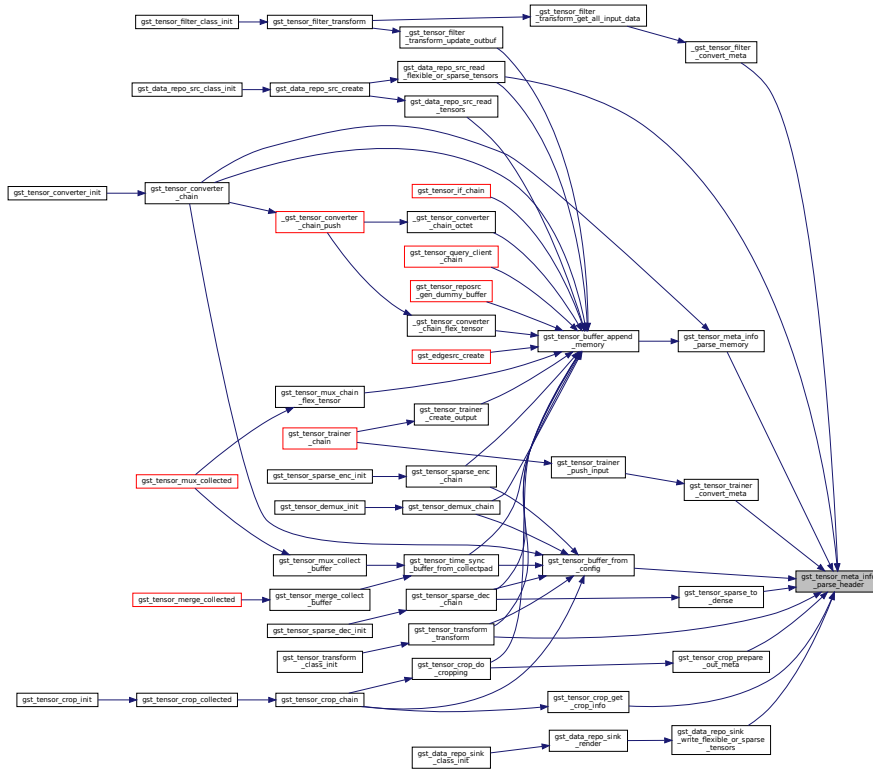 gst_tensor_filter_class_init
gst_tensor_filter_transform
_gst_tensor_filter
_transform_get_all_input_data
_gst_tensor_filter
_transform_update_outbuf
_gst_tensor_filter
_convert_meta
gst_data_repo_src_class_init
gst_data_repo_src_create
gst_data_repo_src_read
_flexible_or_sparse_tensors
gst_data_repo_src_read
_tensors
gst_tensor_converter_init
gst_tensor_converter
_chain
_gst_tensor_converter
_chain_push
gst_tensor_if_chain
_gst_tensor_converter
_chain_octet
gst_tensor_query_client
_chain
gst_tensor_reposrc
_gen_dummy_buffer
_gst_tensor_converter
_chain_flex_tensor
gst_edgesrc_create
gst_tensor_buffer_append
_memory
gst_tensor_meta_info
_parse_memory
gst_tensor_mux_chain
_flex_tensor
gst_tensor_trainer
_create_output
gst_tensor_trainer
_chain
gst_tensor_trainer
_push_input
gst_tensor_trainer
_convert_meta
gst_tensor_mux_collected
gst_tensor_sparse_enc_init
gst_tensor_sparse_enc
_chain
gst_tensor_demux_init
gst_tensor_demux_chain
gst_tensor_mux_collect
_buffer
gst_tensor_time_sync
_buffer_from_collectpad
gst_tensor_buffer_from
_config
gst_tensor_meta_info
_parse_header
gst_tensor_merge_collected
gst_tensor_merge_collect
_buffer
gst_tensor_sparse_dec
_chain
gst_tensor_sparse_to
_dense
gst_tensor_sparse_dec_init
gst_tensor_transform
_transform
gst_tensor_transform
_class_init
gst_tensor_crop_do
_cropping
gst_tensor_crop_prepare
_out_meta
gst_tensor_crop_init
gst_tensor_crop_collected
gst_tensor_crop_chain
gst_tensor_crop_get
_crop_info
gst_data_repo_sink
_class_init
gst_data_repo_sink
_render
gst_data_repo_sink
_write_flexible_or_sparse
_tensors